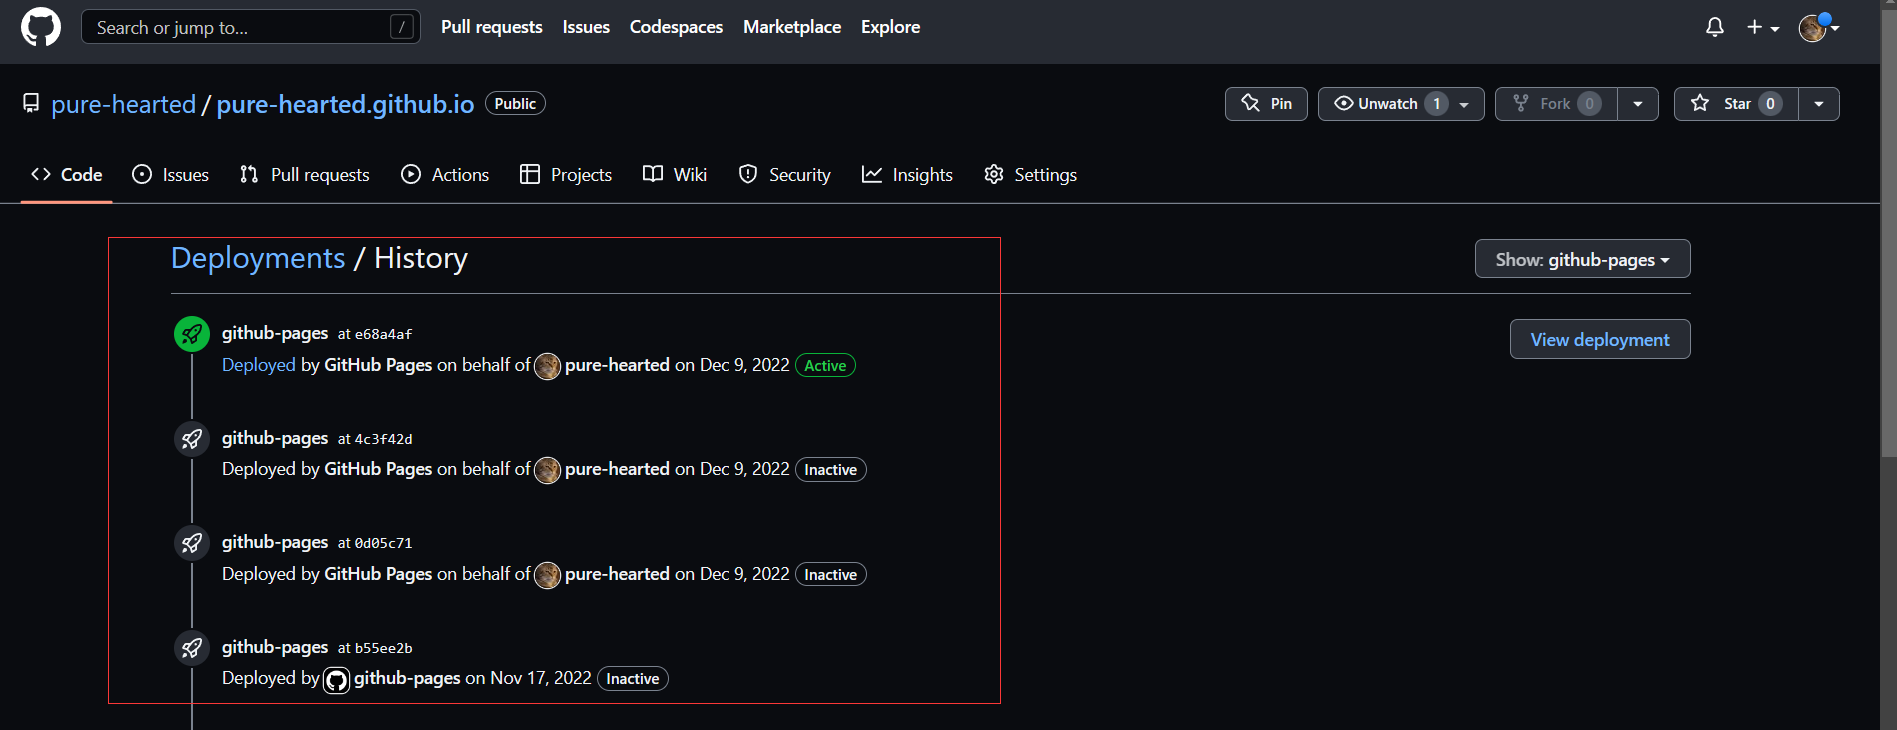 Search or jump to... /
Pull requests Issues Codespaces Marketplace Explore
pure-hearted / pure-hearted.github.io Public
Pin Unwatch 1 Fork 0 Star 0
Code Issues Pull requests Actions Projects Wiki Security Insights Settings
Deployments / History
Show: github-pages
github-pages at e68a4af
View deployment
Deployed by GitHub Pages on behalf of pure-hearted on Dec 9, 2022 Active
github-pages at 4c3f42d
Deployed by GitHub Pages on behalf of pure-hearted on Dec 9, 2022 Inactive
github-pages at 0d05c71
Deployed by GitHub Pages on behalf of pure-hearted on Dec 9, 2022 Inactive
github-pages at b55ee2b
Deployed by github-pages on Nov 17, 2022 Inactive